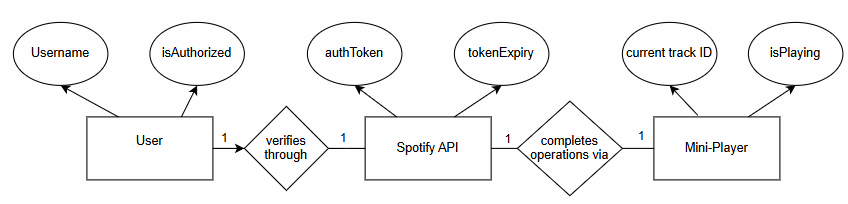 Username
isAuthorized
authToken
tokenExpiry
current track ID
isPlaying
User
1
verifies
through
1
Spotify API
1
completes
operations via
1
Mini-Player